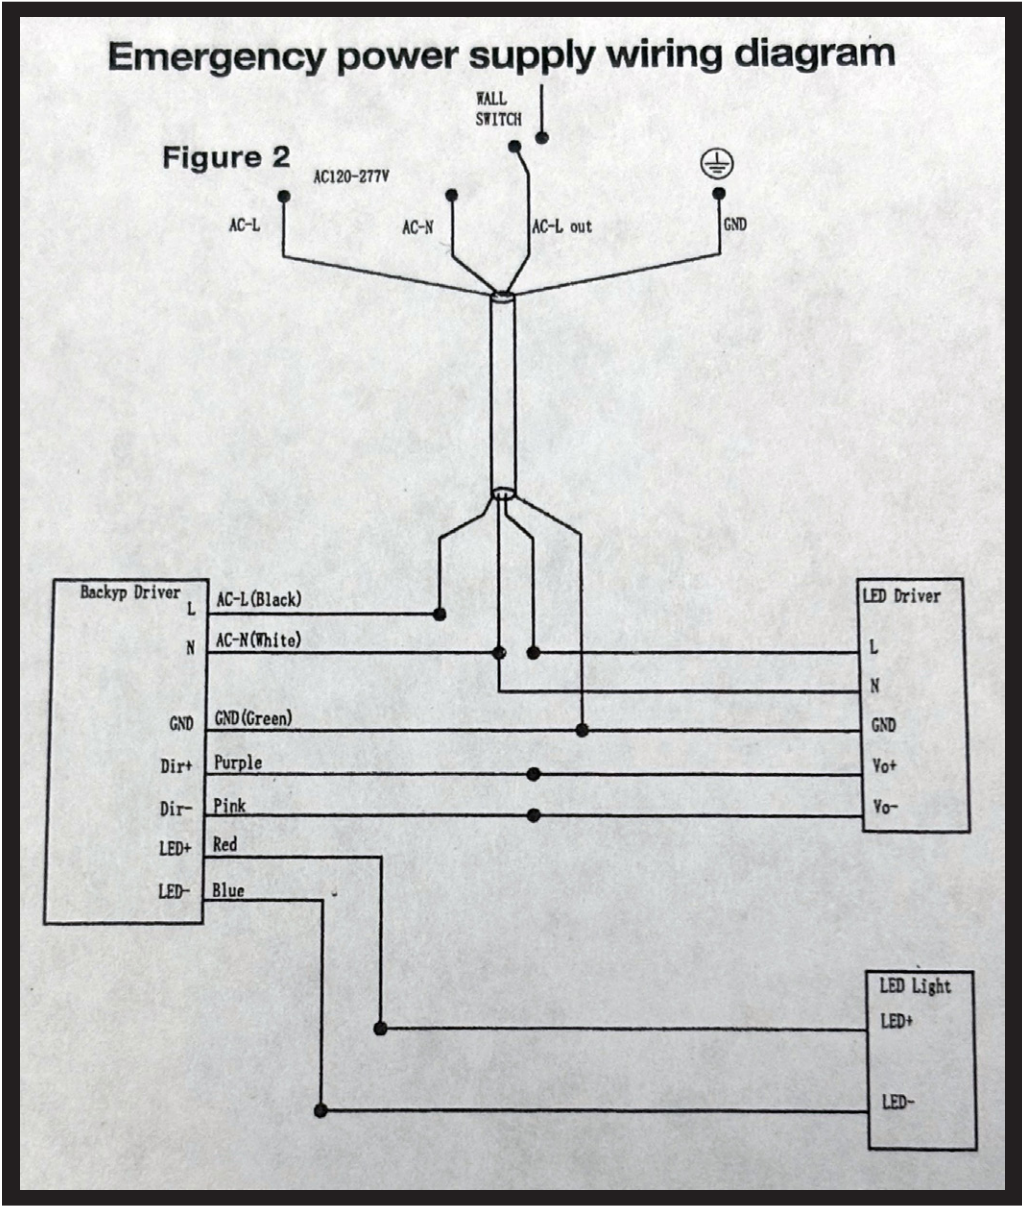 Emergency power supply wiring diagram
WALL
SWITCH
Figure 2
AC120-277V
AC-L
AC-N
AC-L out
GND
Backyp Driver
L
AC-L(Black)
N
AC-N(White)
GND
GND(Green)
Dir+
Purple
Dir-
Pink
LED+
Red
LED-
Blue
LED Driver
L
N
GND
Vo+
Vo-
LED Light
LED+
LED-